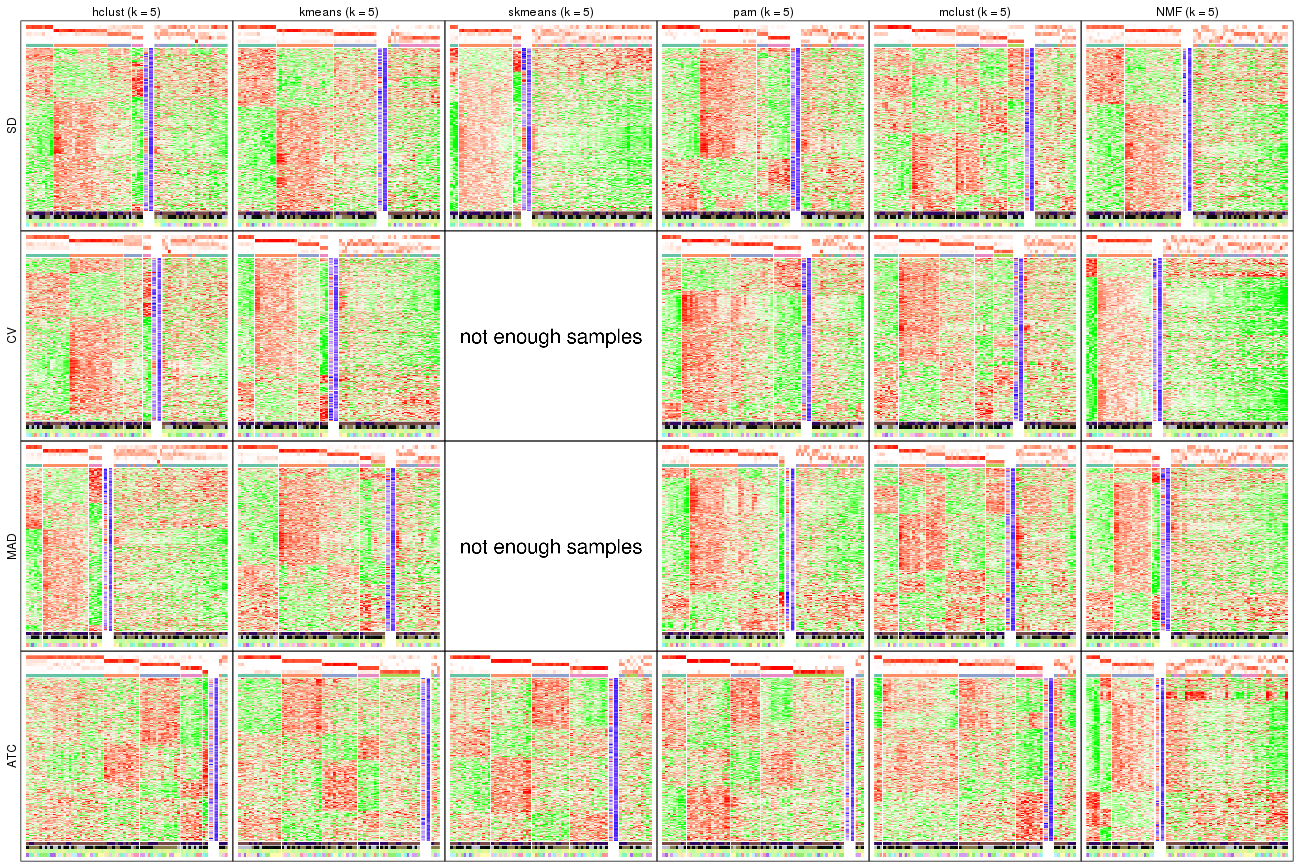 hclust (k = 5)
kmeans (k = 5)
skmeans (k = 5)
pam (k = 5)
mclust (k = 5)
NMF (k = 5)
SD
CV
not enough samples
MAD
not enough samples
ATC